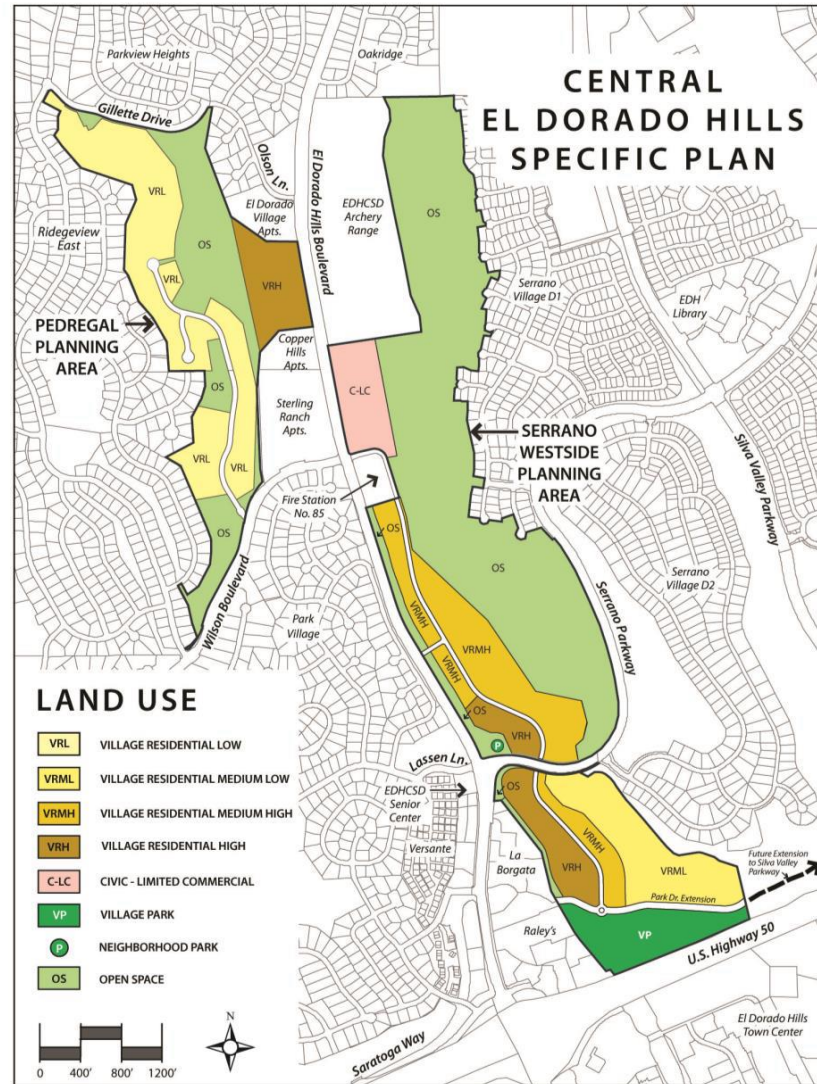 CENTRAL
EL DORADO HILLS
SPECIFIC PLAN
Parkview Heights
Oakridge
Gillette Drive
Olson Ln.
El Dorado Hills Boulevard
El Dorado
Village
Apts.
EDHCSD
Archery
Range
OS
VRL
Ridgeview
East
OS
VRH
VRL
Serrano
Village D1
EDH
Library
PEDREGAL
PLANNING
AREA
Copper
Hills
Apts.
C-LC
OS
Sterling
Ranch
Apts.
SERRANO
WESTSIDE
PLANNING
AREA
Silva Valley Parkway
VRL
VRL
Fire Station
No. 85
OS
OS
OS
Serrano Parkway
Serrano
Village D2
Wilson Boulevard
Park
Village
VRMH
VRMH
VRMH
OS
VRH
P
Lassen Ln.
EDHCSD
Senior
Center
OS
Versante
La
Borgata
VRH
VRMH
VRML
Future Extension
to Silva Valley
Parkway
Park Dr. Extension
Raley's
VP
U.S. Highway 50
El Dorado Hills
Town Center
Saratoga Way
LAND USE
VRL VILLAGE RESIDENTIAL LOW
VRML VILLAGE RESIDENTIAL MEDIUM LOW
VRMH VILLAGE RESIDENTIAL MEDIUM HIGH
VRH VILLAGE RESIDENTIAL HIGH
C-LC CIVIC - LIMITED COMMERCIAL
VP VILLAGE PARK
P NEIGHBORHOOD PARK
OS OPEN SPACE
0 400' 800' 1200'
N